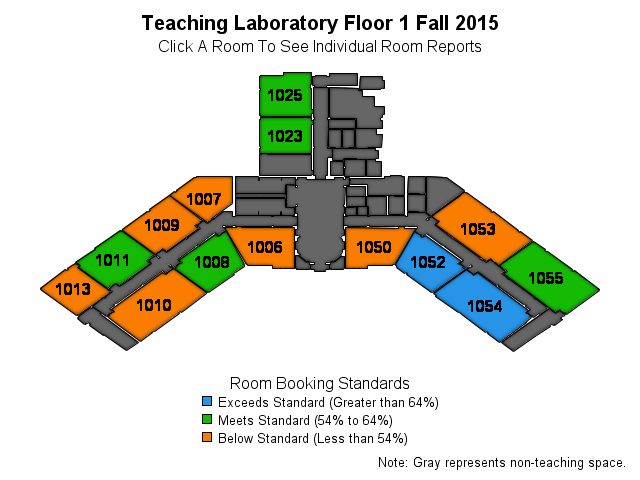 Teaching Laboratory Floor 1 Fall 2015
Click A Room To See Individual Room Reports
1025
1023
1007
1009
1011
1013
1006
1008
1010
1050
1052
1053
1054
1055
Room Booking Standards
Exceeds Standard (Greater than 64%)
Meets Standard (54% to 64%)
Below Standard (Less than 54%)
Note: Gray represents non-teaching space.